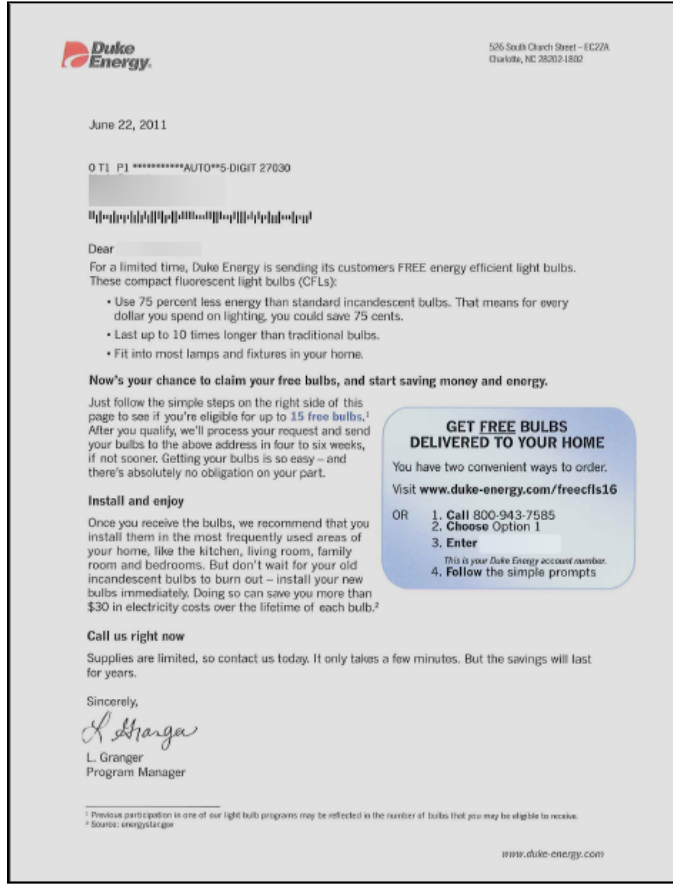 Duke
Energy.
526 South Church Street – EC22A
Charlotte, NC 28202-1802
June 22, 2011
0 T1 P1 ***********AUTO**5-DIGIT 27030
Dear
For a limited time, Duke Energy is sending its customers FREE energy efficient light bulbs.
These compact fluorescent light bulbs (CFLs):
• Use 75 percent less energy than standard incandescent bulbs. That means for every
dollar you spend on lighting, you could save 75 cents.
• Last up to 10 times longer than traditional bulbs.
• Fit into most lamps and fixtures in your home.
Now's your chance to claim your free bulbs, and start saving money and energy.
Just follow the simple steps on the right side of this
page to see if you're eligible for up to 15 free bulbs.¹
After you qualify, we'll process your request and send
your bulbs to the above address in four to six weeks,
if not sooner. Getting your bulbs is so easy – and
there's absolutely no obligation on your part.
Install and enjoy
Once you receive the bulbs, we recommend that you
install them in the most frequently used areas of
your home, like the kitchen, living room, family
room and bedrooms. But don't wait for your old
incandescent bulbs to burn out – install your new
bulbs immediately. Doing so can save you more than
$30 in electricity costs over the lifetime of each bulb.²
GET FREE BULBS
DELIVERED TO YOUR HOME
You have two convenient ways to order.
Visit www.duke-energy.com/freecfls16
OR 1. Call 800-943-7585
2. Choose Option 1
3. Enter
This is your Duke Energy account number.
4. Follow the simple prompts
Call us right now
Supplies are limited, so contact us today. It only takes a few minutes. But the savings will last
for years.
Sincerely,
L Granger
L. Granger
Program Manager
¹ Previous participation in one of our light bulb programs may be reflected in the number of bulbs that you may be eligible to receive.
² Source: energystar.gov
www.duke-energy.com